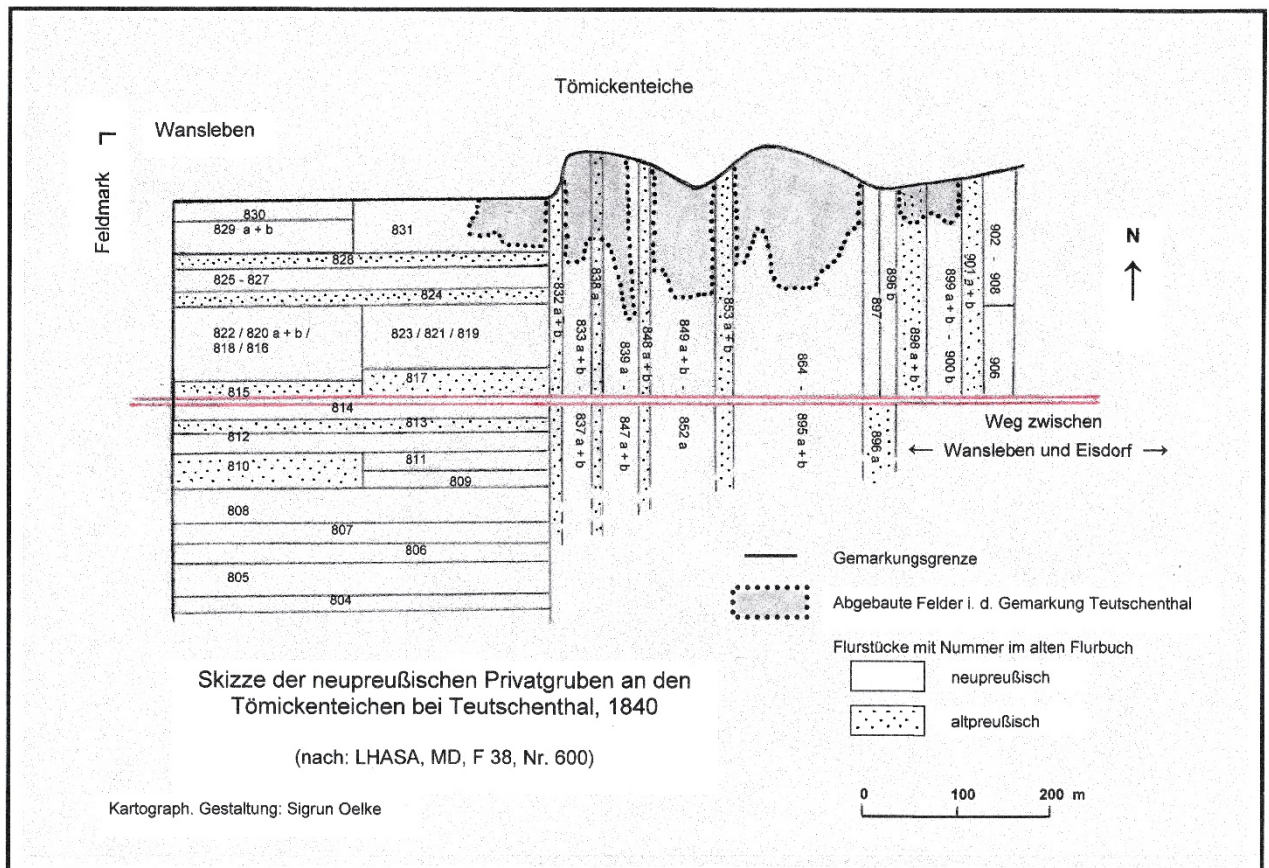 Tömickenteiche
Feldmark
Wansleben
830
829 a + b
831
828
825 - 827
824
822 / 820 a + b /
818 / 816
823 / 821 / 819
817
815
814
813
812
811
810
809
808
807
806
805
804
832 a + b
833 a + b -
837 a + b
838 a
839 a -
847 a + b
848 a + b
849 a + b -
852 a
853 a + b
864 -
895 a + b
897
896 b
896 a
898 a + b
899 a + b - 900 b
901 a + b
902 - 908
906
N
Weg zwischen
← Wansleben und Eisdorf →
Gemarkungsgrenze
Abgebaute Felder i. d. Gemarkung Teutschenthal
Flurstücke mit Nummer im alten Flurbuch
neupreußisch
altpreußisch
Skizze der neupreußischen Privatgruben an den
Tömickenteichen bei Teutschenthal, 1840
(nach: LHASA, MD, F 38, Nr. 600)
Kartograph. Gestaltung: Sigrun Oelke
0 100 200 m